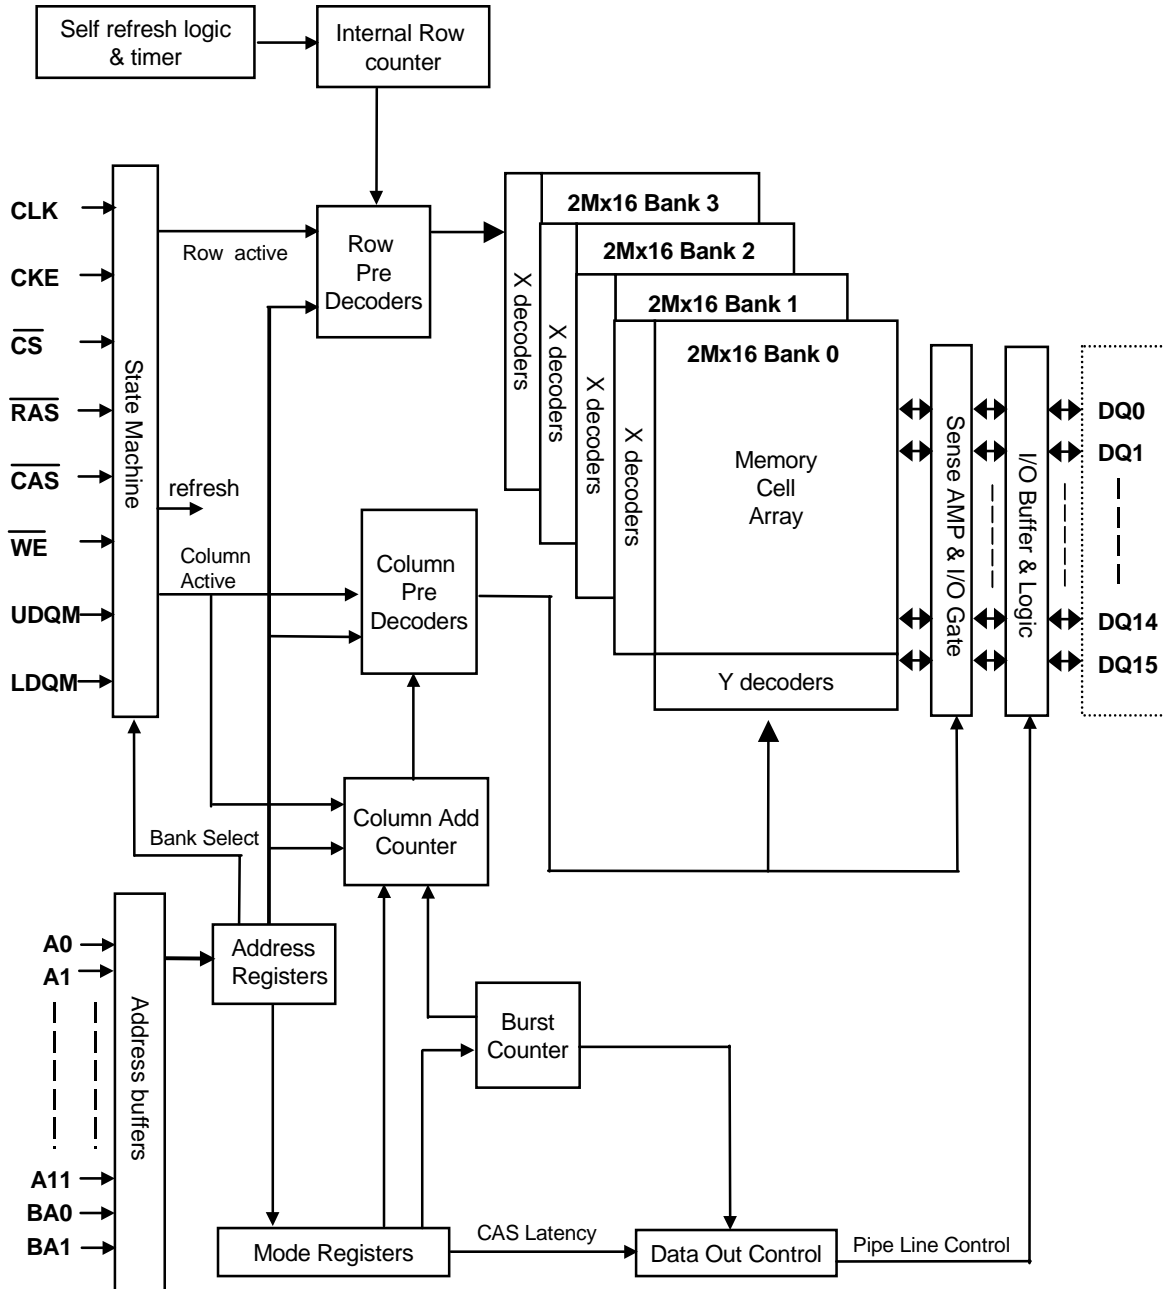 Self refresh logic
& timer
Internal Row
counter
CLK
CKE
CS
RAS
CAS
WE
UDQM
LDQM
State Machine
Row active
refresh
Column
Active
Bank Select
Row
Pre
Decoders
Column
Pre
Decoders
Column Add
Counter
2Mx16 Bank 3
2Mx16 Bank 2
2Mx16 Bank 1
2Mx16 Bank 0
X decoders
X decoders
X decoders
X decoders
Memory
Cell
Array
Y decoders
Sense AMP & I/O Gate
I/O Buffer & Logic
DQ0
DQ1
DQ14
DQ15
A0
A1
A11
BA0
BA1
Address buffers
Address
Registers
Burst
Counter
Mode Registers
CAS Latency
Data Out Control
Pipe Line Control